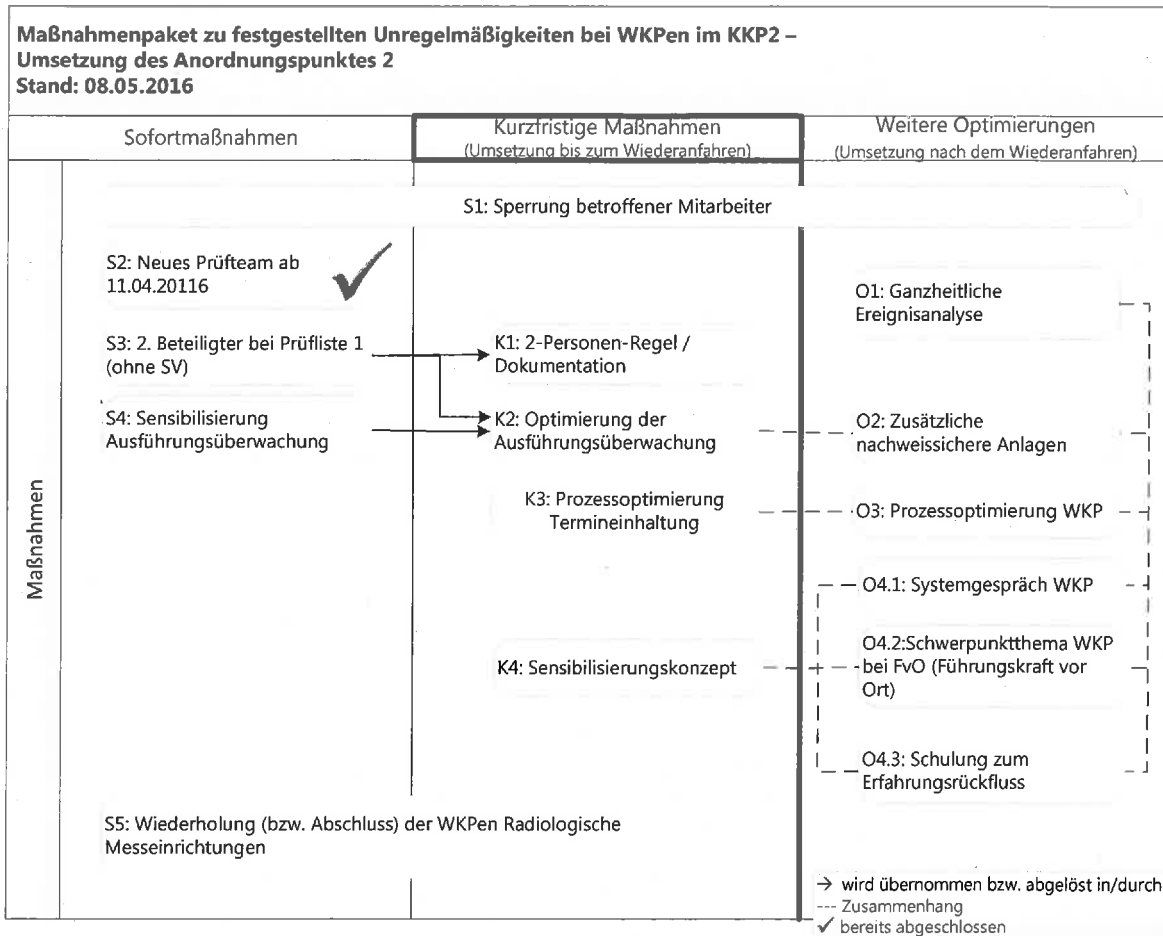 Maßnahmenpaket zu festgestellten Unregelmäßigkeiten bei WKPen im KKP2 –
Umsetzung des Anordnungspunktes 2
Stand: 08.05.2016
Sofortmaßnahmen
Kurzfristige Maßnahmen
(Umsetzung bis zum Wiederanfahren)
Weitere Optimierungen
(Umsetzung nach dem Wiederanfahren)
Maßnahmen
S1: Sperrung betroffener Mitarbeiter
S2: Neues Prüfteam ab
11.04.20116
O1: Ganzheitliche
Ereignisanalyse
S3: 2. Beteiligter bei Prüfliste 1
(ohne SV)
K1: 2-Personen-Regel /
Dokumentation
S4: Sensibilisierung
Ausführungsüberwachung
K2: Optimierung der
Ausführungsüberwachung
O2: Zusätzliche
nachweissichere Anlagen
K3: Prozessoptimierung
Termineinhaltung
O3: Prozessoptimierung WKP
O4.1: Systemgespräch WKP
K4: Sensibilisierungskonzept
O4.2:Schwerpunktthema WKP
bei FvO (Führungskraft vor
Ort)
O4.3: Schulung zum
Erfahrungsrückfluss
S5: Wiederholung (bzw. Abschluss) der WKPen Radiologische
Messeinrichtungen
→ wird übernommen bzw. abgelöst in/durch
--- Zusammenhang
✓ bereits abgeschlossen